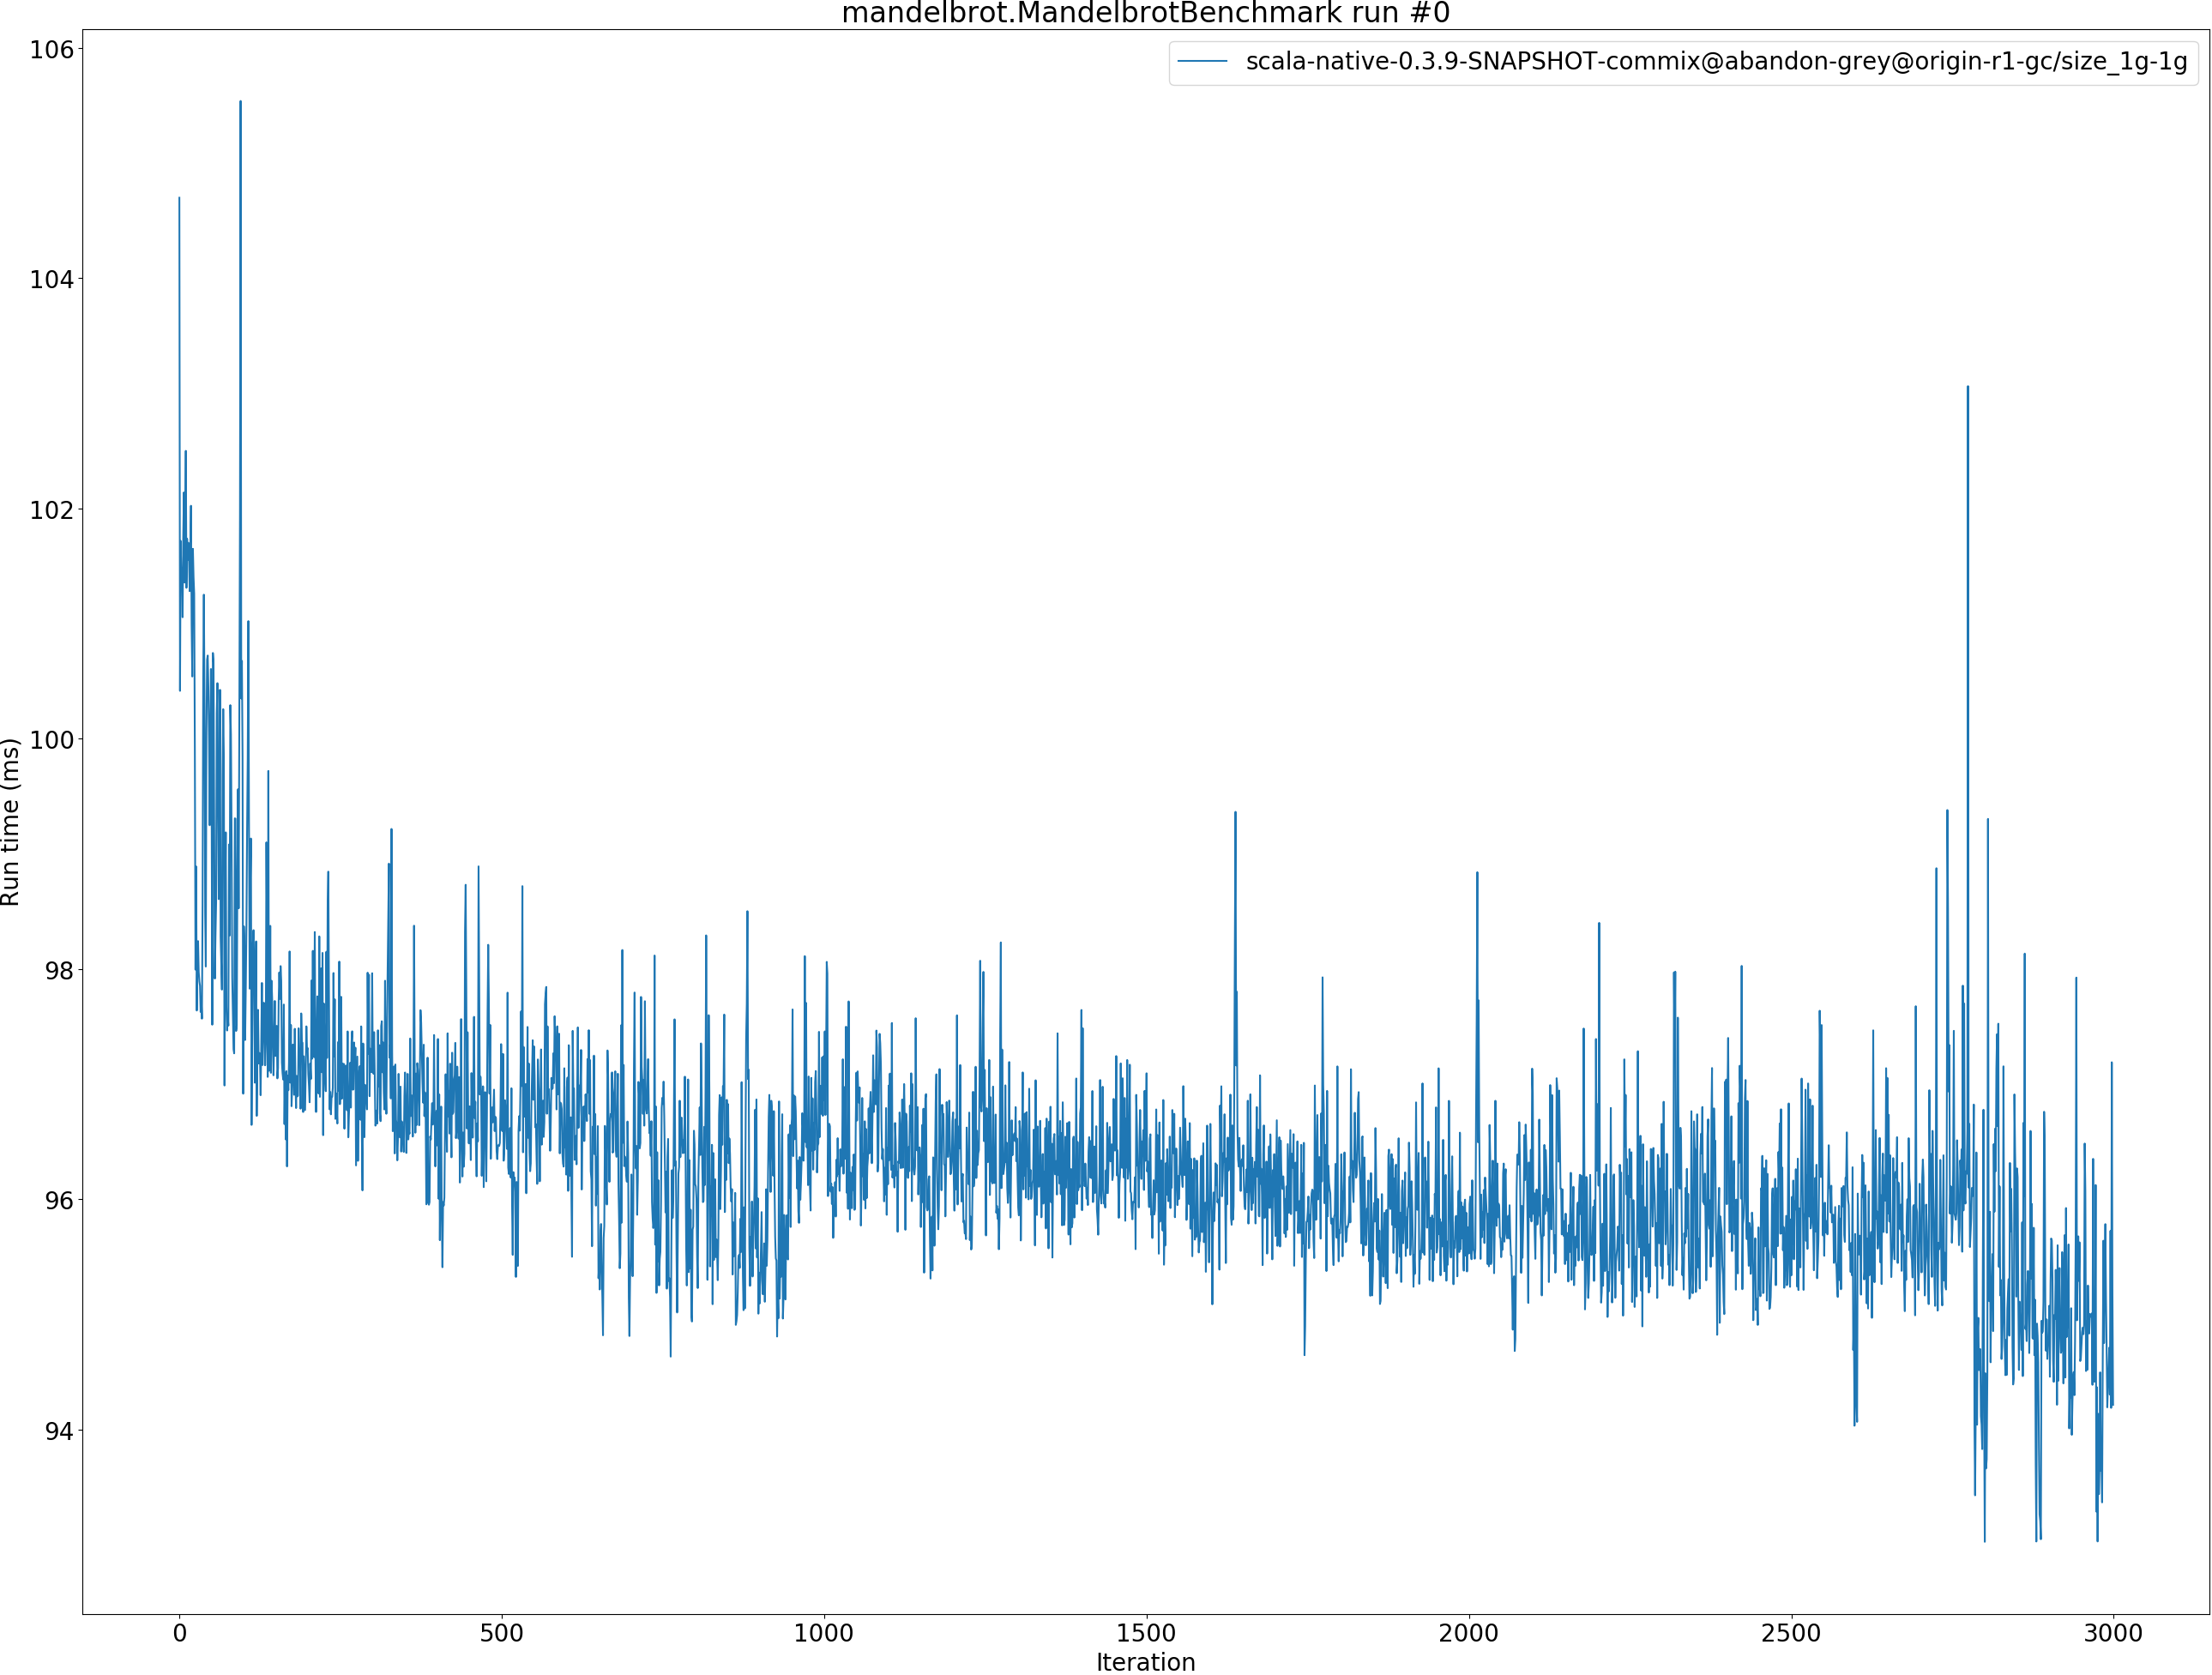 mandelbrot.MandelbrotBenchmark run #0
scala-native-0.3.9-SNAPSHOT-commix@abandon-grey@origin-r1-gc/size_1g-1g
Run time (ms)
106
104
102
100
98
96
94
0 500 1000 1500 2000 2500 3000
Iteration